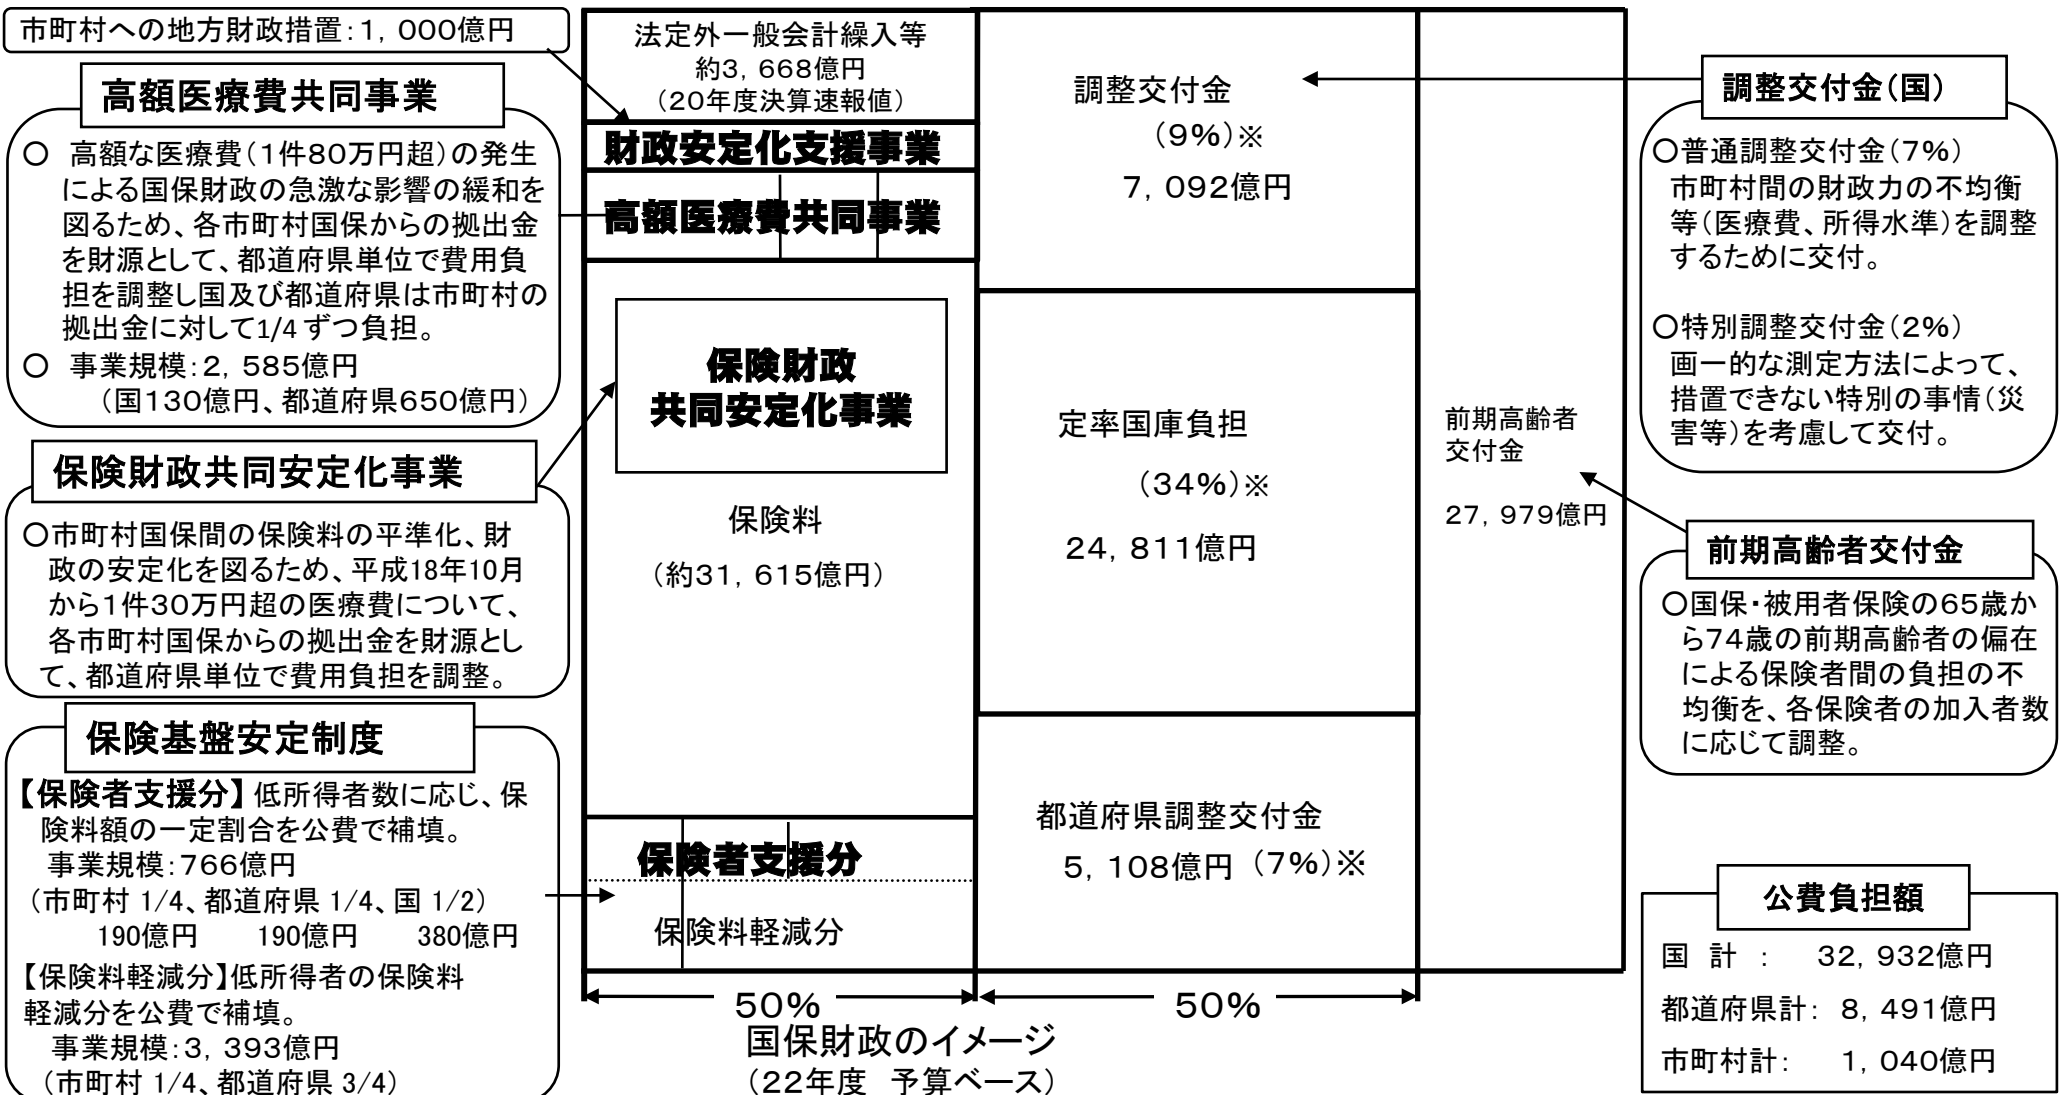 市町村への地方財政措置：１，０００億円
高額医療費共同事業
○ 高額な医療費（１件８０万円超）の発生
による国保財政の急激な影響の緩和を
図るため、各市町村国保からの拠出金
を財源として、都道府県単位で費用負
担を調整し国及び都道府県は市町村の
拠出金に対して1/4 ずつ負担。
○ 事業規模：２，５８５億円
（国１３０億円、都道府県６５０億円）
保険財政共同安定化事業
○市町村国保間の保険料の平準化、財
政の安定化を図るため、平成18年10月
から１件３０万円超の医療費について、
各市町村国保からの拠出金を財源とし
て、都道府県単位で費用負担を調整。
保険基盤安定制度
【保険者支援分】 低所得者数に応じ、保
険料額の一定割合を公費で補填。
事業規模：７６６億円
（市町村 1/4、都道府県 1/4、国 1/2）
190億円 190億円 380億円
【保険料軽減分】低所得者の保険料
軽減分を公費で補填。
事業規模：３，３９３億円
（市町村 1/4、都道府県 3/4）
法定外一般会計繰入等
約３，６６８億円
（２０年度決算速報値）
財政安定化支援事業
高額医療費共同事業
保険財政
共同安定化事業
保険料
（約３１，６１５億円）
保険者支援分
保険料軽減分
調整交付金
（９％）※
７，０９２億円
定率国庫負担
（３４％）※
２４，８１１億円
都道府県調整交付金
５，１０８億円（７％）※
前期高齢者
交付金
２７，９７９億円
５０％
５０％
国保財政のイメージ
（２２年度 予算ベース）
調整交付金（国）
○普通調整交付金（７％）
市町村間の財政力の不均衡
等（医療費、所得水準）を調整
するために交付。
○特別調整交付金（２％）
画一的な測定方法によって、
措置できない特別の事情（災
害等）を考慮して交付。
前期高齢者交付金
○国保・被用者保険の６５歳か
ら７４歳の前期高齢者の偏在
による保険者間の負担の不
均衡を、各保険者の加入者数
に応じて調整。
公費負担額
国 計 ： ３２，９３２億円
都道府県計： ８，４９１億円
市町村計： １，０４０億円